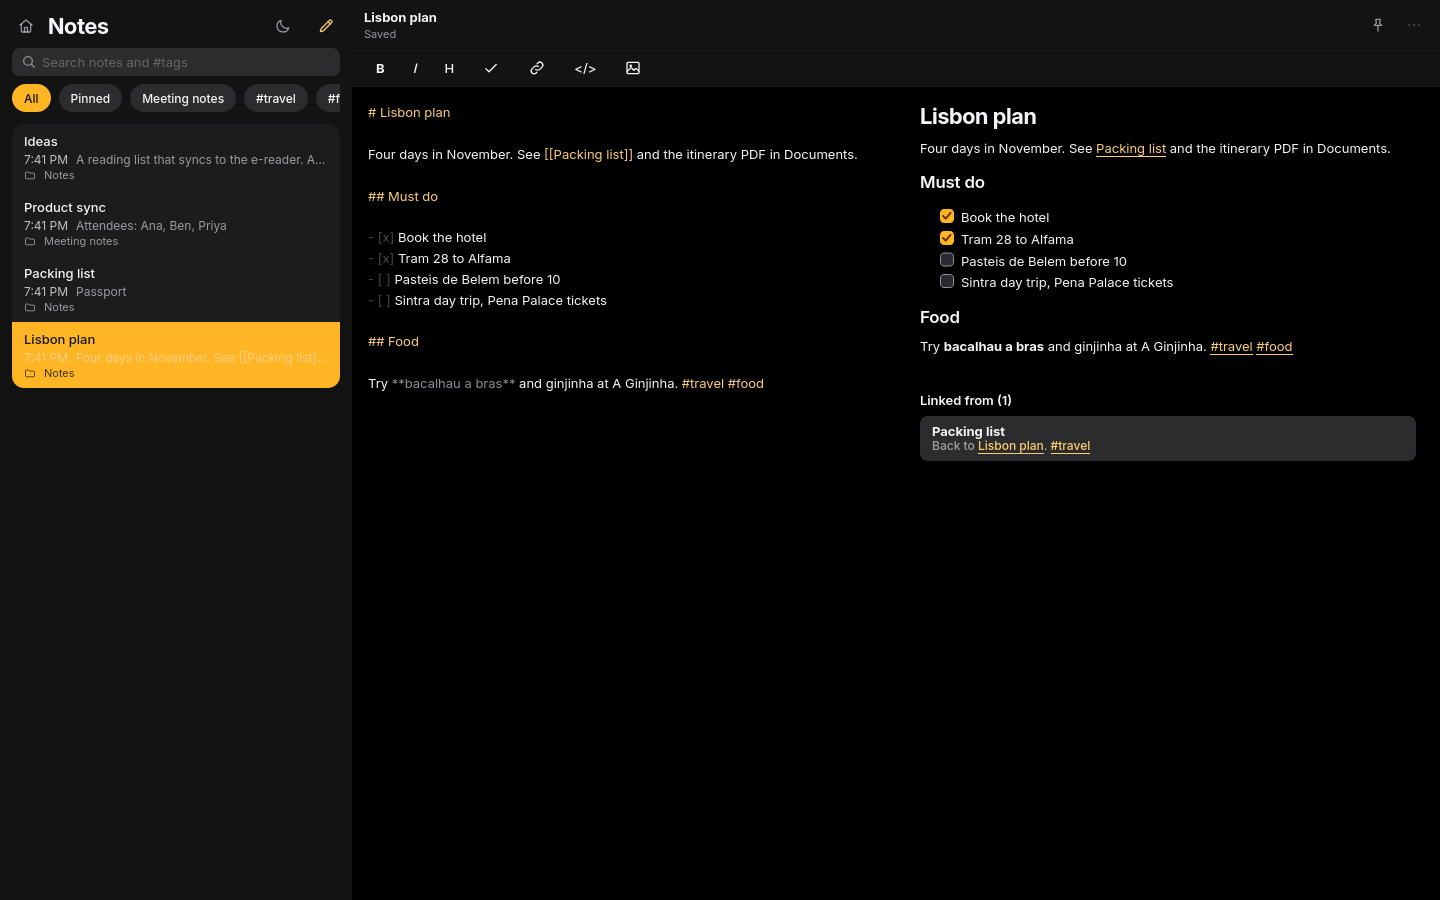 Notes
Search notes and #tags
All
Pinned
Meeting notes
#travel
#f
Ideas
7:41 PM A reading list that syncs to the e-reader. A...
Notes
Product sync
7:41 PM Attendees: Ana, Ben, Priya
Meeting notes
Packing list
7:41 PM Passport
Notes
Lisbon plan
7:41 PM Four days in November. See [[Packing list]...
Notes
Lisbon plan
Saved
B I H </>
# Lisbon plan
Four days in November. See [[Packing list]] and the itinerary PDF in Documents.
## Must do
- [x] Book the hotel
- [x] Tram 28 to Alfama
- [ ] Pasteis de Belem before 10
- [ ] Sintra day trip, Pena Palace tickets
## Food
Try **bacalhau a bras** and ginjinha at A Ginjinha. #travel #food
Lisbon plan
Four days in November. See Packing list and the itinerary PDF in Documents.
Must do
Book the hotel
Tram 28 to Alfama
Pasteis de Belem before 10
Sintra day trip, Pena Palace tickets
Food
Try bacalhau a bras and ginjinha at A Ginjinha. #travel #food
Linked from (1)
Packing list
Back to Lisbon plan. #travel